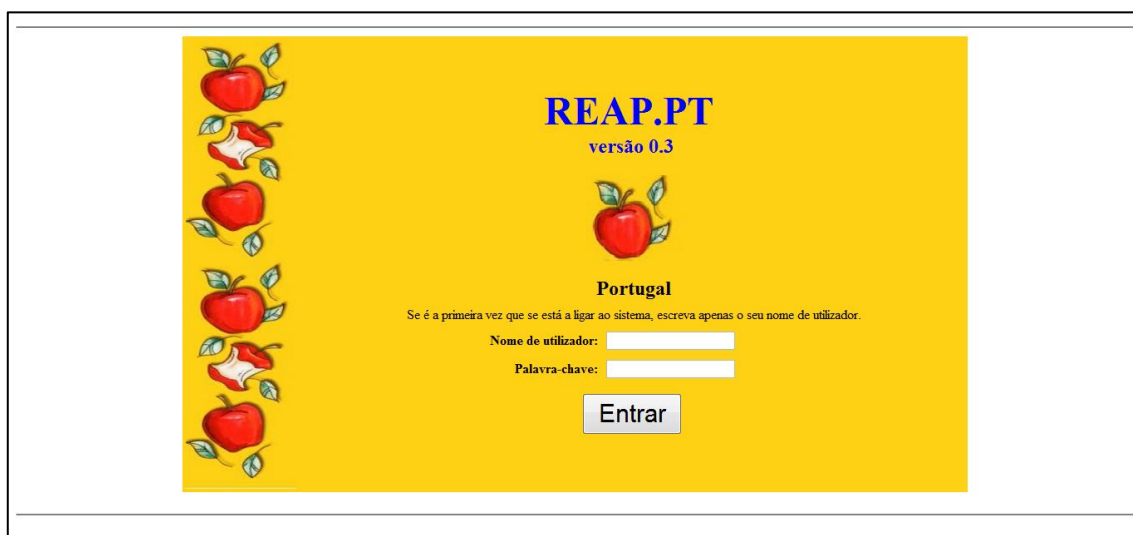 REAP.PT
versão 0.3
Portugal
Se é a primeira vez que se está a ligar ao sistema, escreva apenas o seu nome de utilizador.
Nome de utilizador:
Palavra-chave:
Entrar